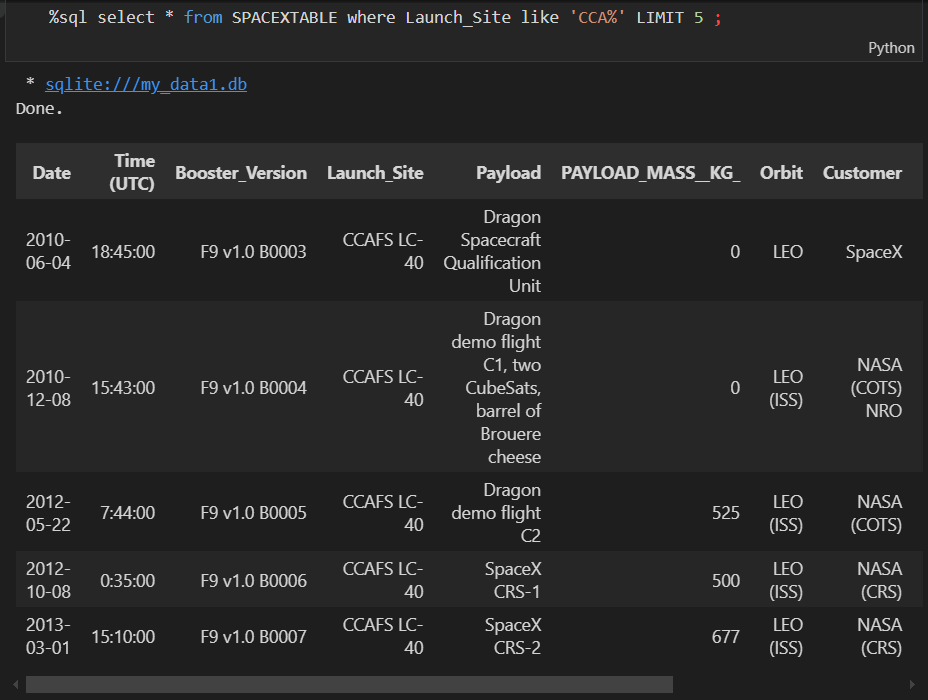 %sql select * from SPACEXTABLE where Launch_Site like 'CCA%' LIMIT 5 ;
Python
* sqlite:///my_data1.db
Done.
Date Time (UTC) Booster_Version Launch_Site Payload PAYLOAD_MASS__KG_ Orbit Customer
2010-06-04 18:45:00 F9 v1.0 B0003 CCAFS LC-40 Dragon Spacecraft Qualification Unit 0 LEO SpaceX
2010-12-08 15:43:00 F9 v1.0 B0004 CCAFS LC-40 Dragon demo flight C1, two CubeSats, barrel of Brouere cheese 0 LEO (ISS) NASA (COTS) NRO
2012-05-22 7:44:00 F9 v1.0 B0005 CCAFS LC-40 Dragon demo flight C2 525 LEO (ISS) NASA (COTS)
2012-10-08 0:35:00 F9 v1.0 B0006 CCAFS LC-40 SpaceX CRS-1 500 LEO (ISS) NASA (CRS)
2013-03-01 15:10:00 F9 v1.0 B0007 CCAFS LC-40 SpaceX CRS-2 677 LEO (ISS) NASA (CRS)